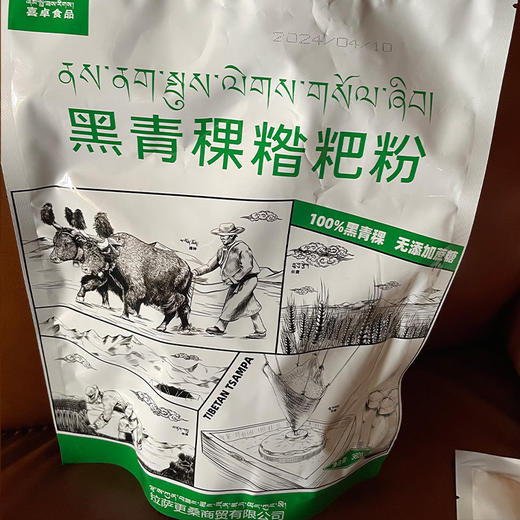 喜卓食品
2024/04/10
ནས་ནག་སྤུས་ལེགས་གསོལ་ཞིབ།
黑青稞糌粑粉
100%黑青稞 无添加蔗糖
TIBETAN TSAMPA
拉萨更桑商贸有限公司